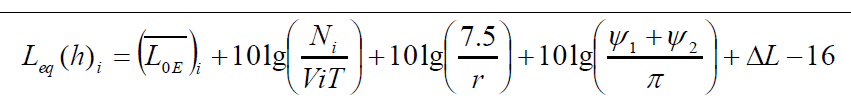 L_eq (h)_i = (\overline{L_{0E}})_i + 10lg(N_i / ViT) + 10lg(7.5 / r) + 10lg(ψ_1 + ψ_2 / π) + ΔL − 16